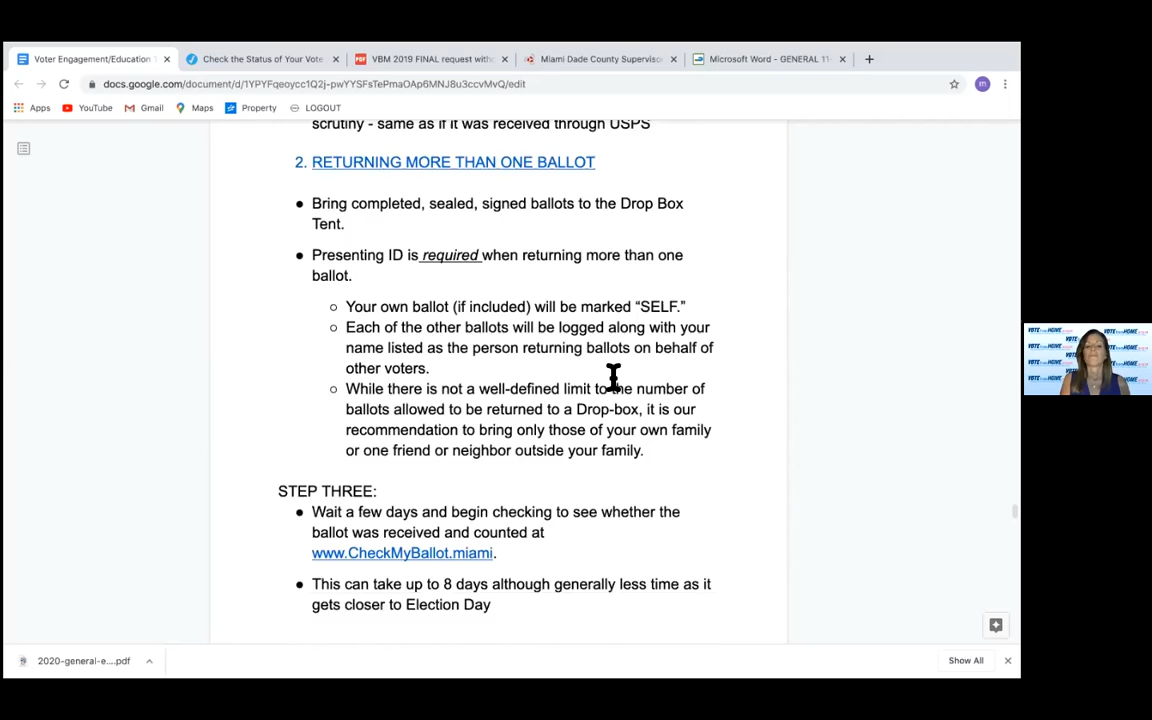 Voter Engagement/Education T
Check the Status of Your Vote
VBM 2019 FINAL request witho
Miami Dade County Supervisor
Microsoft Word - GENERAL 11-
docs.google.com/document/d/1YPYFqeoycc1Q2j-pwYYSFsTePmaOAp6MNJ8u3ccvMvQ/edit
m
Apps
YouTube
Gmail
Maps
Property
LOGOUT
scrutiny - same as if it was received through USPS
2. RETURNING MORE THAN ONE BALLOT
● Bring completed, sealed, signed ballots to the Drop Box
Tent.
● Presenting ID is required when returning more than one
ballot.
○ Your own ballot (if included) will be marked “SELF.”
○ Each of the other ballots will be logged along with your
name listed as the person returning ballots on behalf of
other voters.
○ While there is not a well-defined limit to the number of
ballots allowed to be returned to a Drop-box, it is our
recommendation to bring only those of your own family
or one friend or neighbor outside your family.
STEP THREE:
● Wait a few days and begin checking to see whether the
ballot was received and counted at
www.CheckMyBallot.miami.
● This can take up to 8 days although generally less time as it
gets closer to Election Day
2020-general-e....pdf
Show All